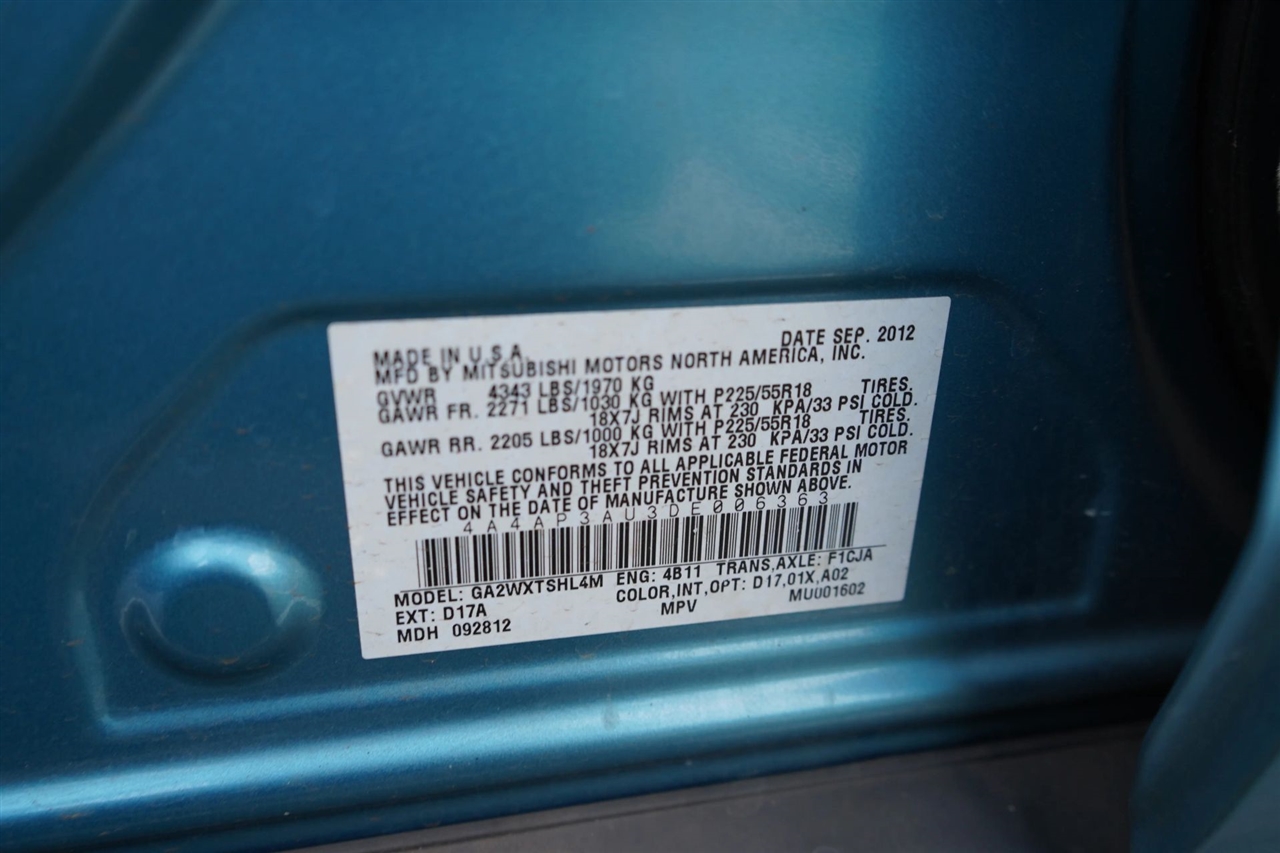 MADE IN U.S.A. DATE SEP. 2012
MFD BY MITSUBISHI MOTORS NORTH AMERICA, INC.
GVWR 4343 LBS/1970 KG
GAWR FR. 2271 LBS/1030 KG WITH P225/55R18 TIRES.
18X7J RIMS AT 230 KPA/33 PSI COLD.
GAWR RR. 2205 LBS/1000 KG WITH P225/55R18 TIRES.
18X7J RIMS AT 230 KPA/33 PSI COLD.
THIS VEHICLE CONFORMS TO ALL APPLICABLE FEDERAL MOTOR
VEHICLE SAFETY AND THEFT PREVENTION STANDARDS IN
EFFECT ON THE DATE OF MANUFACTURE SHOWN ABOVE.
4A4AP3AU3DE006363
MODEL: GA2WXTSHL4M ENG: 4B11 TRANS,AXLE: F1CJA
EXT: D17A COLOR,INT,OPT: D17,01X,A02
MDH 092812 MPV MU001602